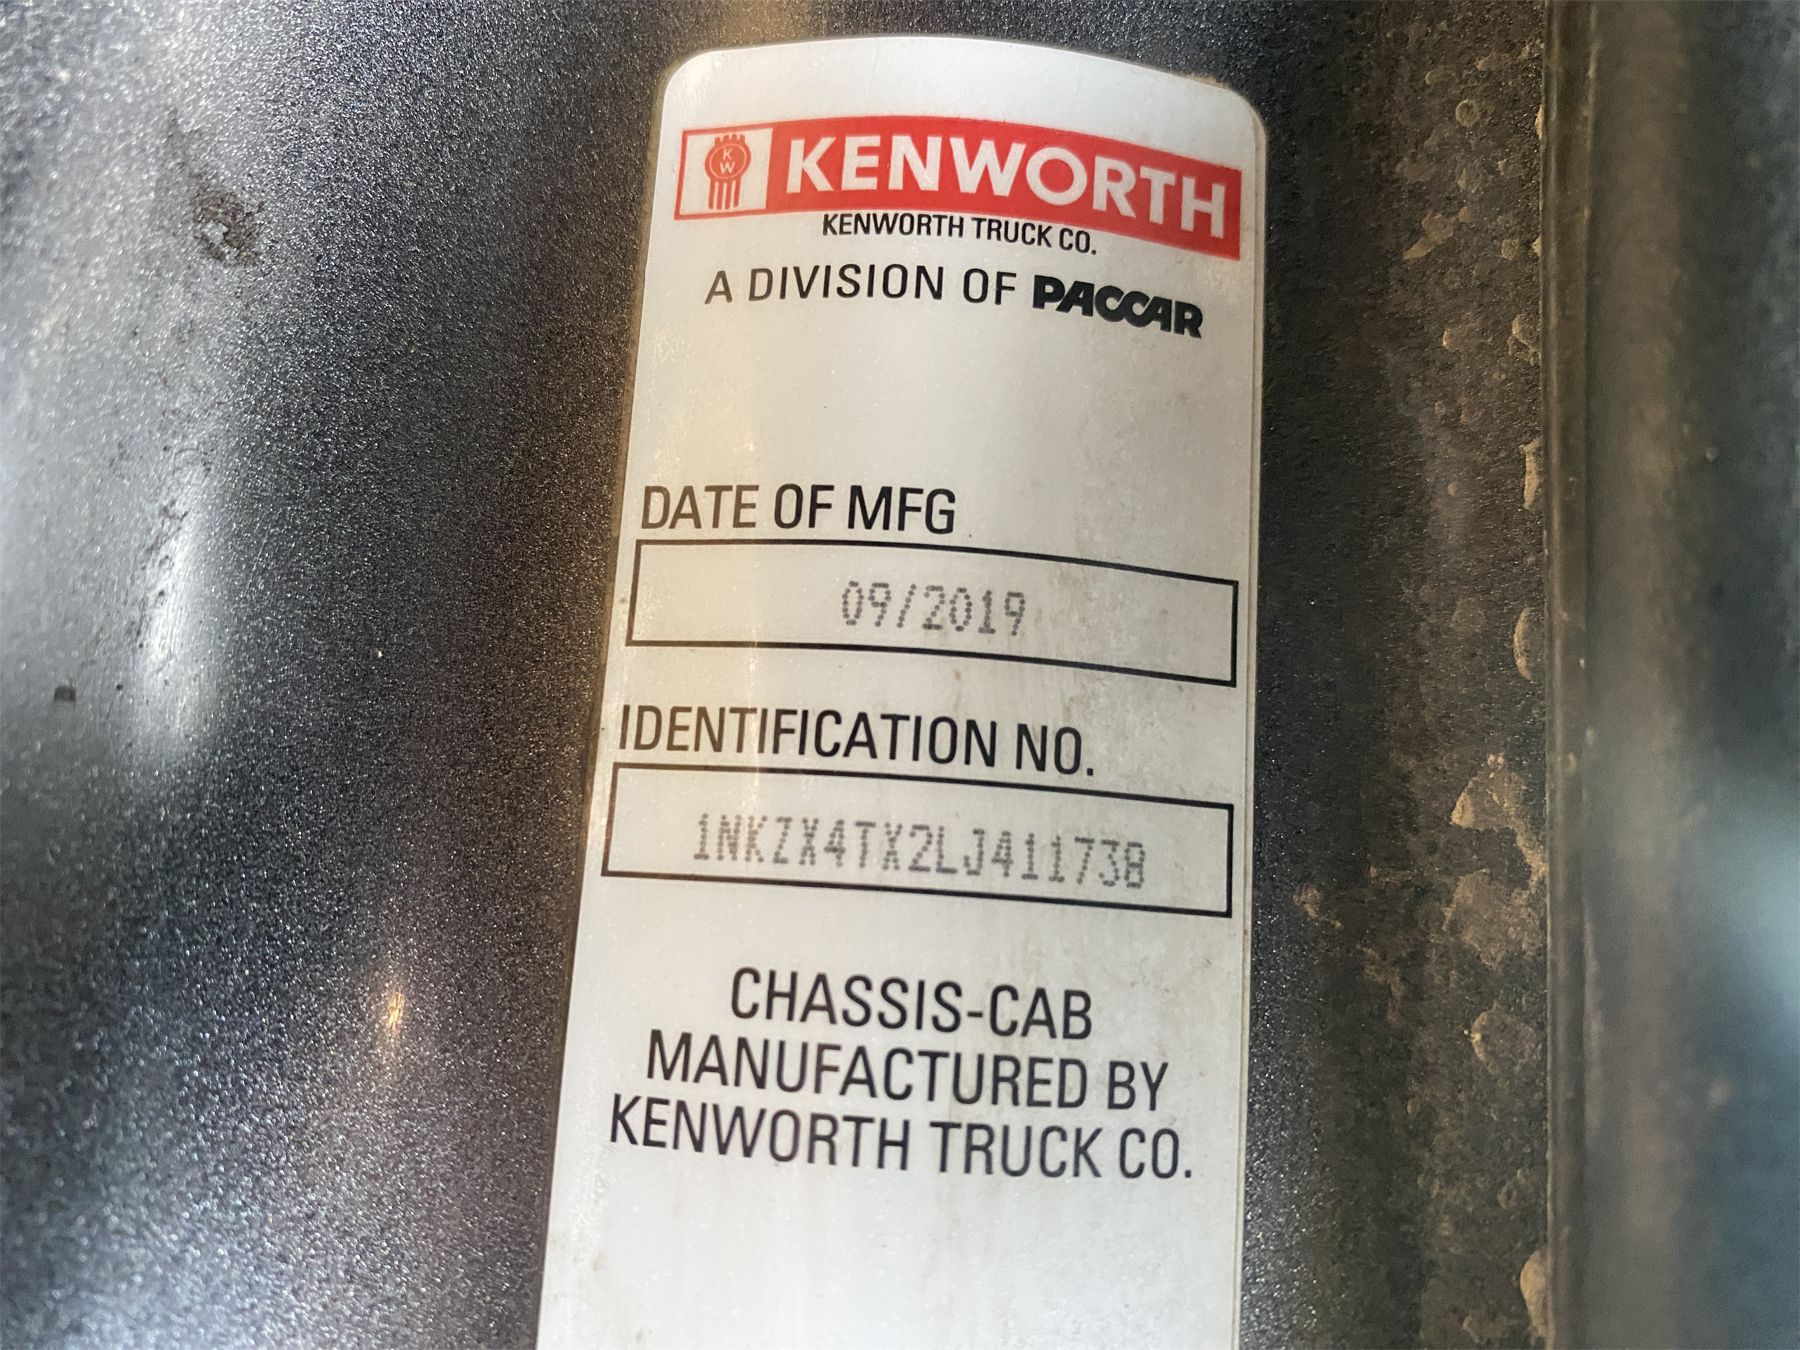 KW
KENWORTH
KENWORTH TRUCK CO.
A DIVISION OF PACCAR
DATE OF MFG
09/2019
IDENTIFICATION NO.
1NKZX4TX2LJ411738
CHASSIS-CAB
MANUFACTURED BY
KENWORTH TRUCK CO.